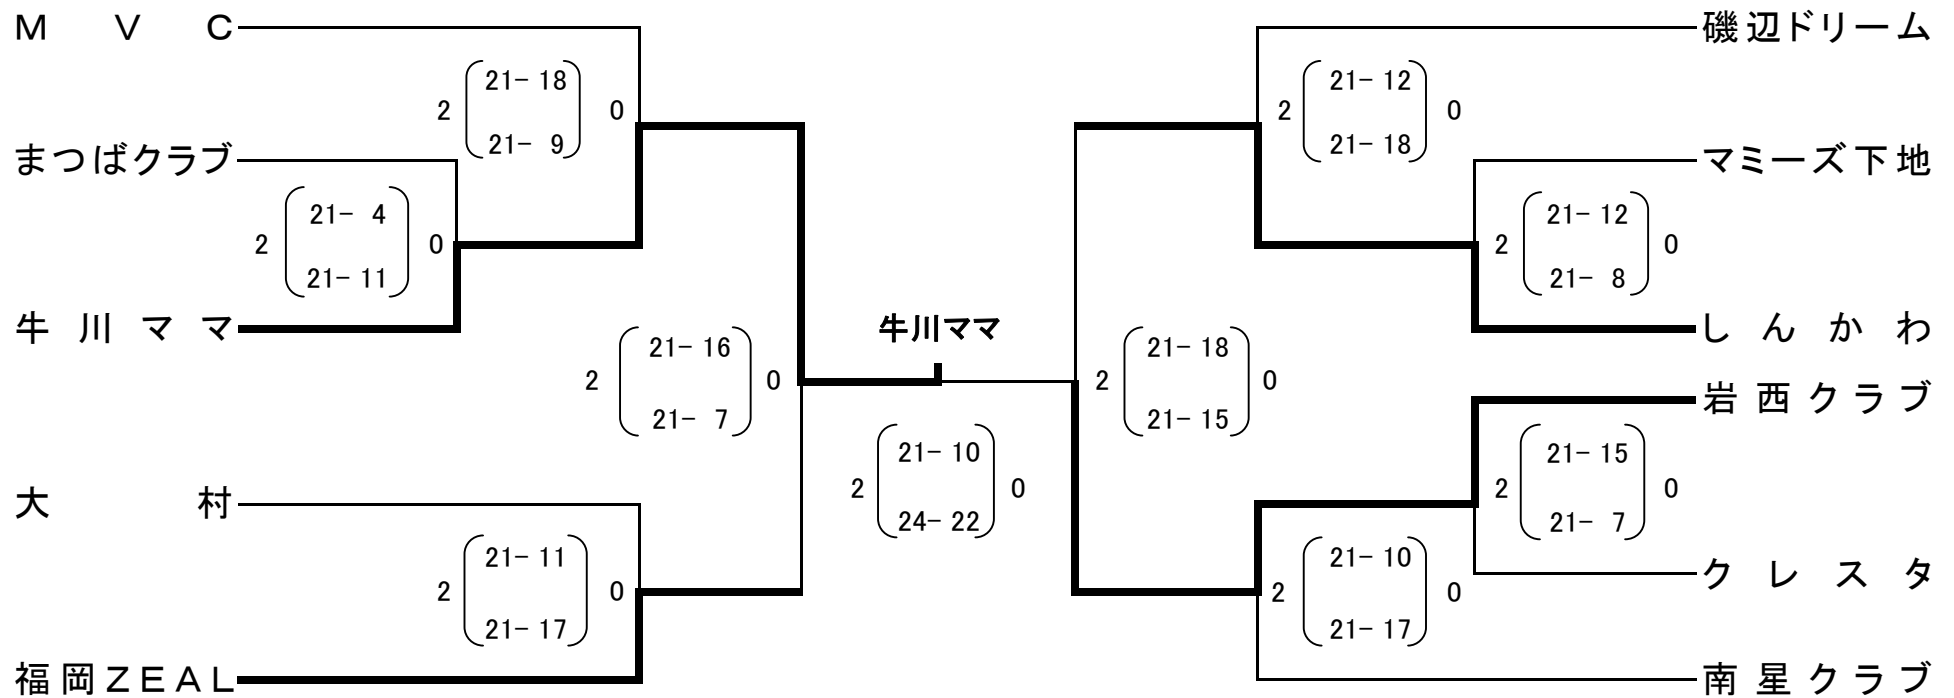 ＭＶＣ
磯辺ドリーム
21- 18
2 0
21- 9
21- 12
2 0
21- 18
まつばクラブ
マミーズ下地
21- 4
2 0
21- 11
21- 12
2 0
21- 8
牛川ママ
牛川ママ
しんかわ
21- 16
2 0
21- 7
21- 18
2 0
21- 15
岩西クラブ
21- 10
2 0
24- 22
21- 15
2 0
21- 7
大村
21- 11
2 0
21- 17
21- 10
2 0
21- 17
クレスタ
福岡ＺＥＡＬ
南星クラブ